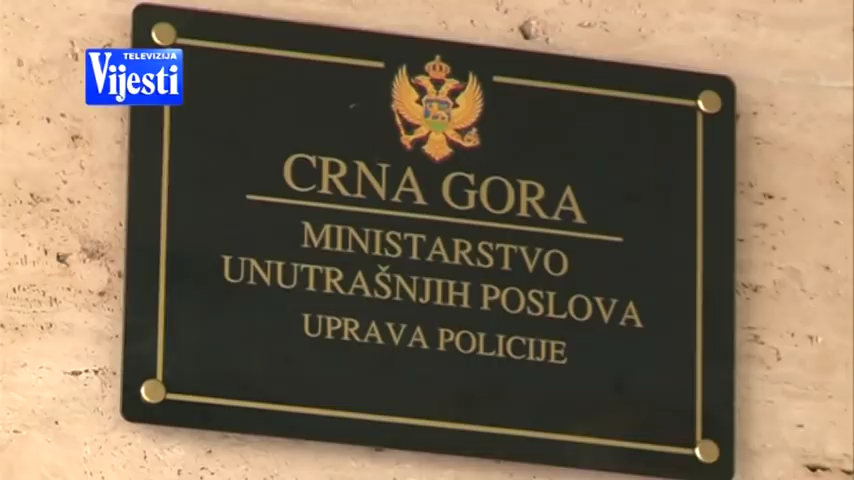 TELEVIZIJA
Vijesti
CRNA GORA
MINISTARSTVO
UNUTRAŠNJIH POSLOVA
UPRAVA POLICIJE